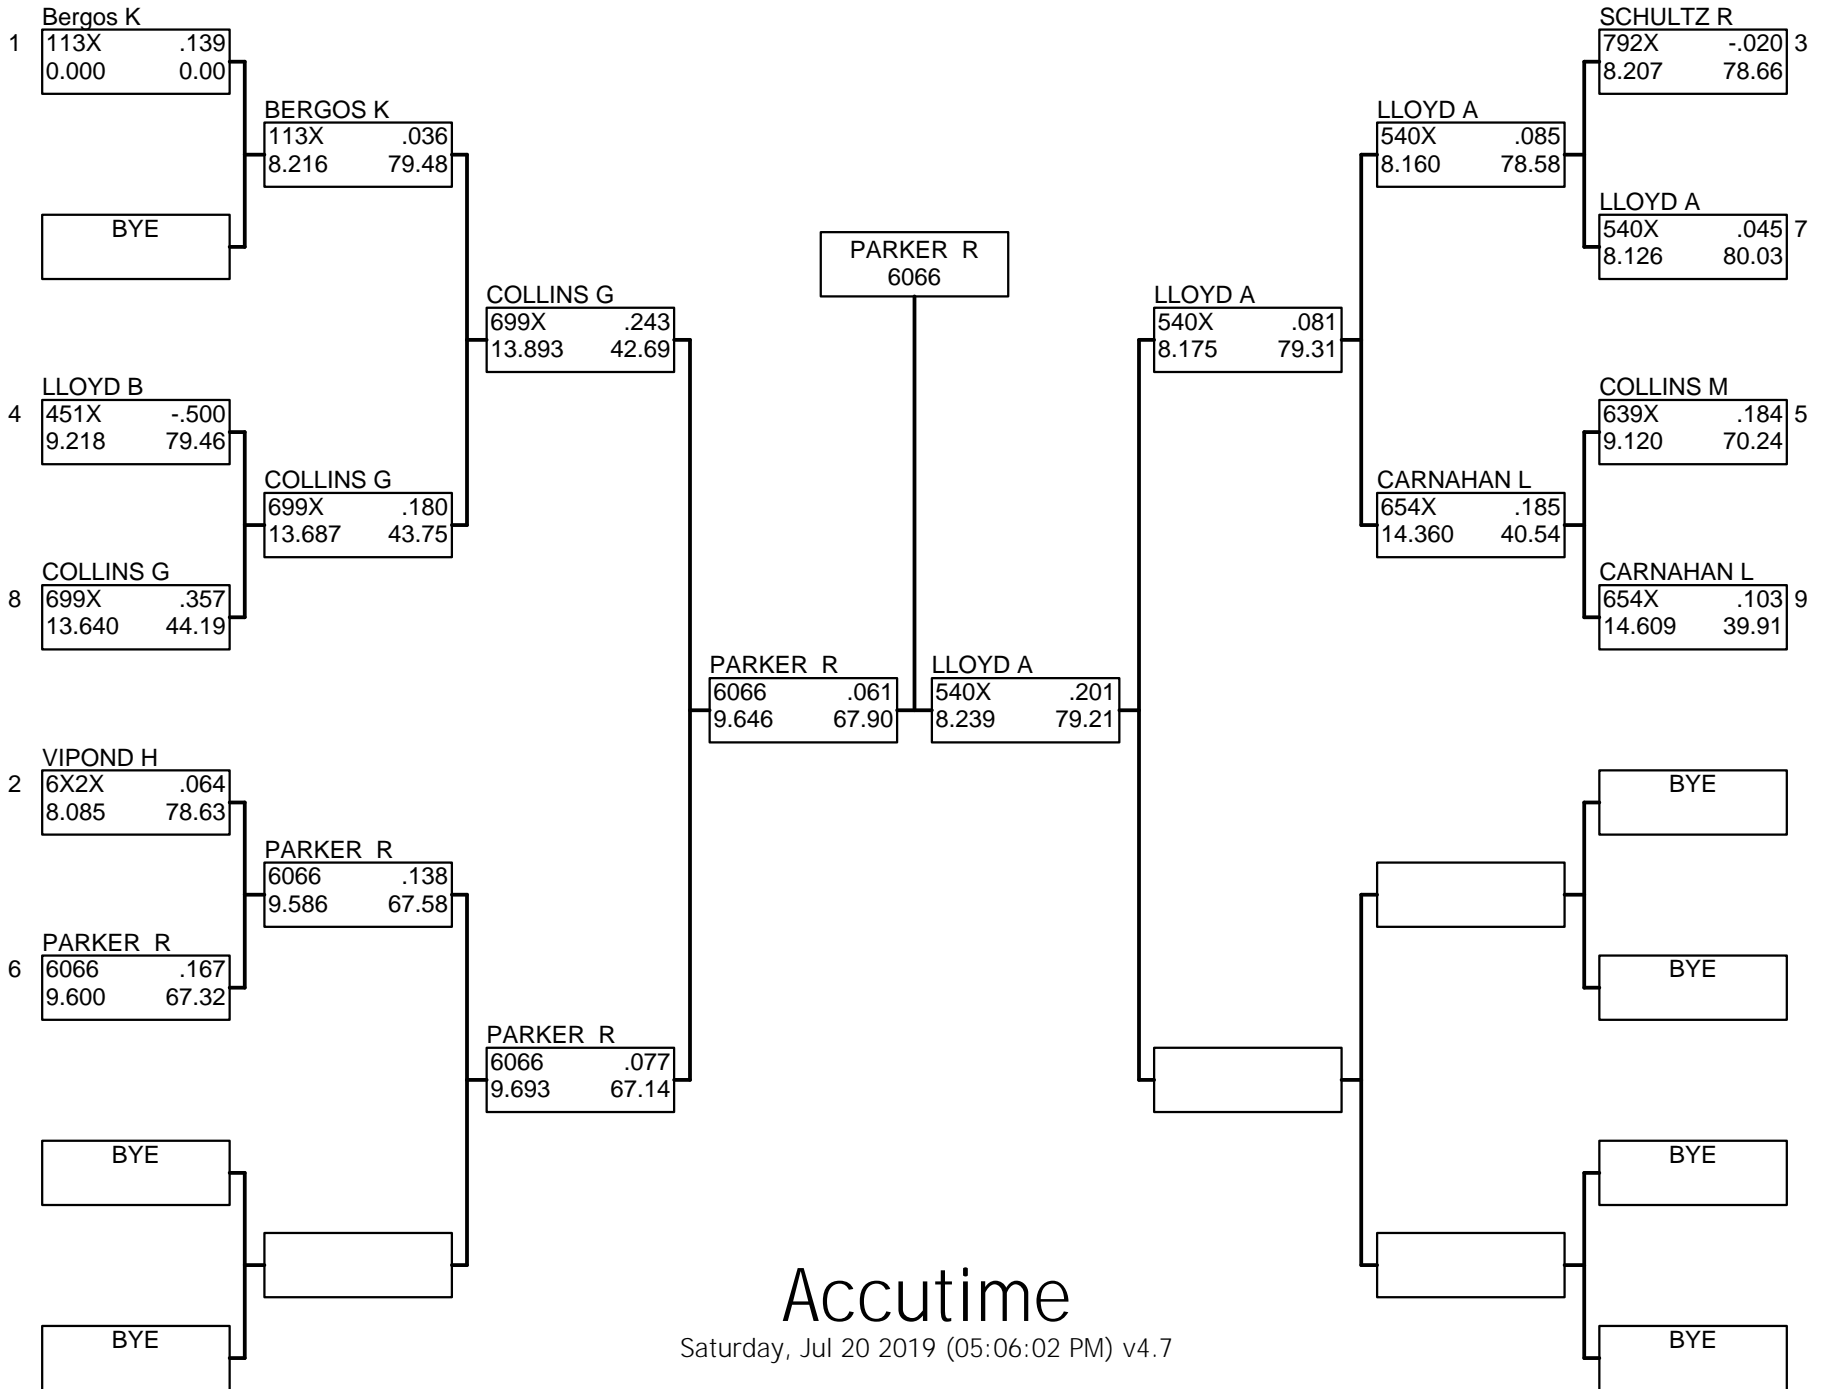 Bergos K
1 113X .139
0.000 0.00
BYE
LLOYD B
4 451X -.500
9.218 79.46
COLLINS G
8 699X .357
13.640 44.19
VIPOND H
2 6X2X .064
8.085 78.63
PARKER R
6 6066 .167
9.600 67.32
BYE
BYE
BERGOS K
113X .036
8.216 79.48
COLLINS G
699X .180
13.687 43.75
PARKER R
6066 .138
9.586 67.58
COLLINS G
699X .243
13.893 42.69
PARKER R
6066 .077
9.693 67.14
PARKER R
6066 .061
9.646 67.90
PARKER R
6066
LLOYD A
540X .201
8.239 79.21
LLOYD A
540X .081
8.175 79.31
LLOYD A
540X .085
8.160 78.58
CARNAHAN L
654X .185
14.360 40.54
SCHULTZ R
792X -.020 3
8.207 78.66
LLOYD A
540X .045 7
8.126 80.03
COLLINS M
639X .184 5
9.120 70.24
CARNAHAN L
654X .103 9
14.609 39.91
BYE
BYE
BYE
BYE
Accutime
Saturday, Jul 20 2019 (05:06:02 PM) v4.7